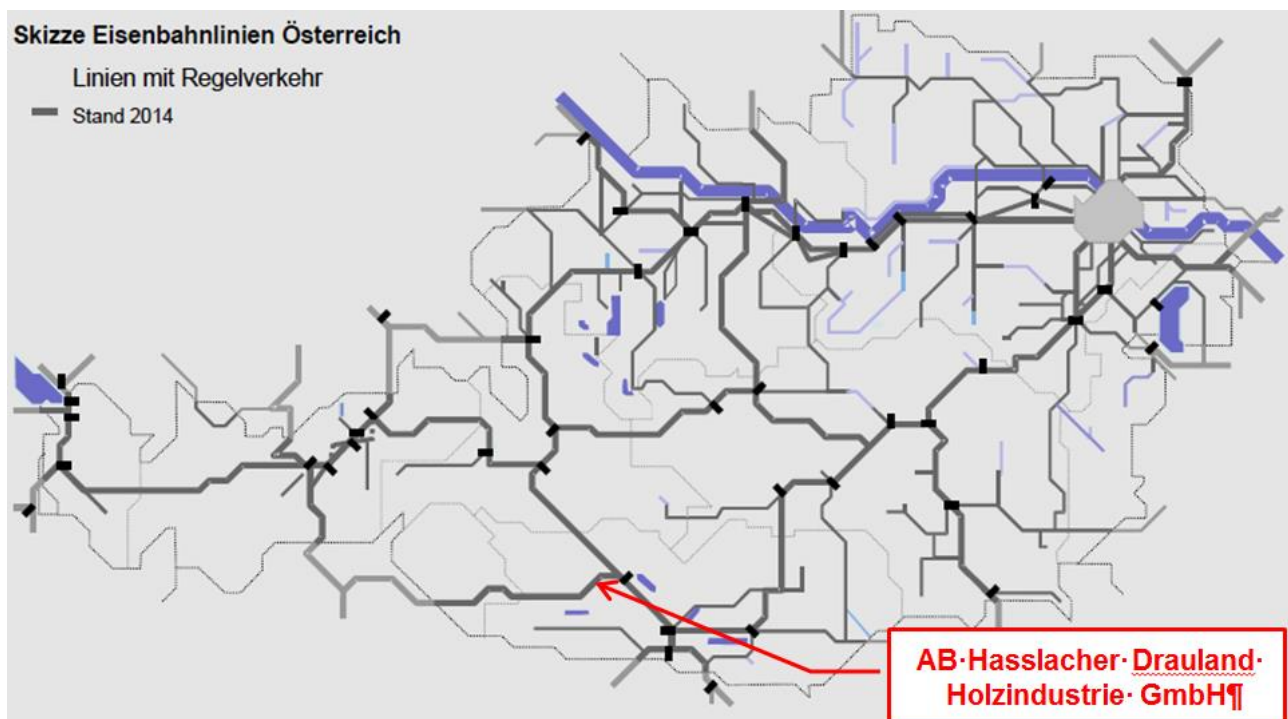 Skizze Eisenbahnlinien Österreich
Linien mit Regelverkehr
Stand 2014
AB·Hasslacher·Drauland·
Holzindustrie·GmbH¶